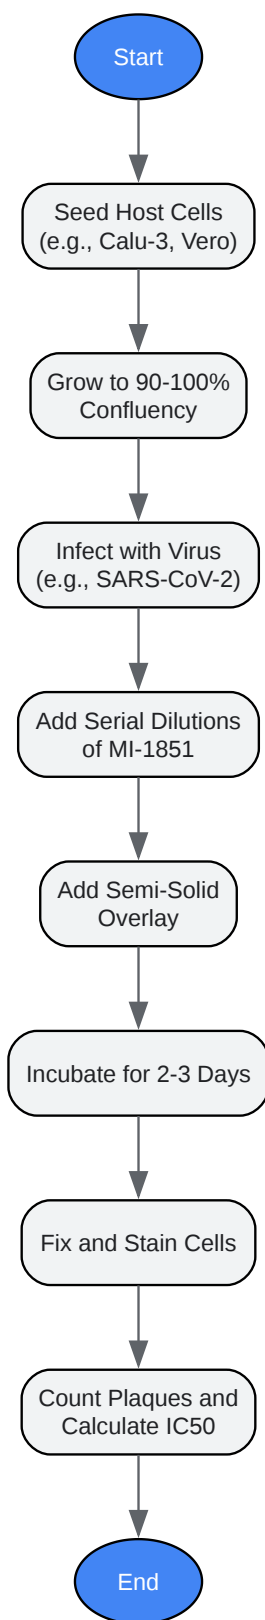 Start
Seed Host Cells
(e.g., Calu-3, Vero)
Grow to 90-100%
Confluency
Infect with Virus
(e.g., SARS-CoV-2)
Add Serial Dilutions
of MI-1851
Add Semi-Solid
Overlay
Incubate for 2-3 Days
Fix and Stain Cells
Count Plaques and
Calculate IC50
End